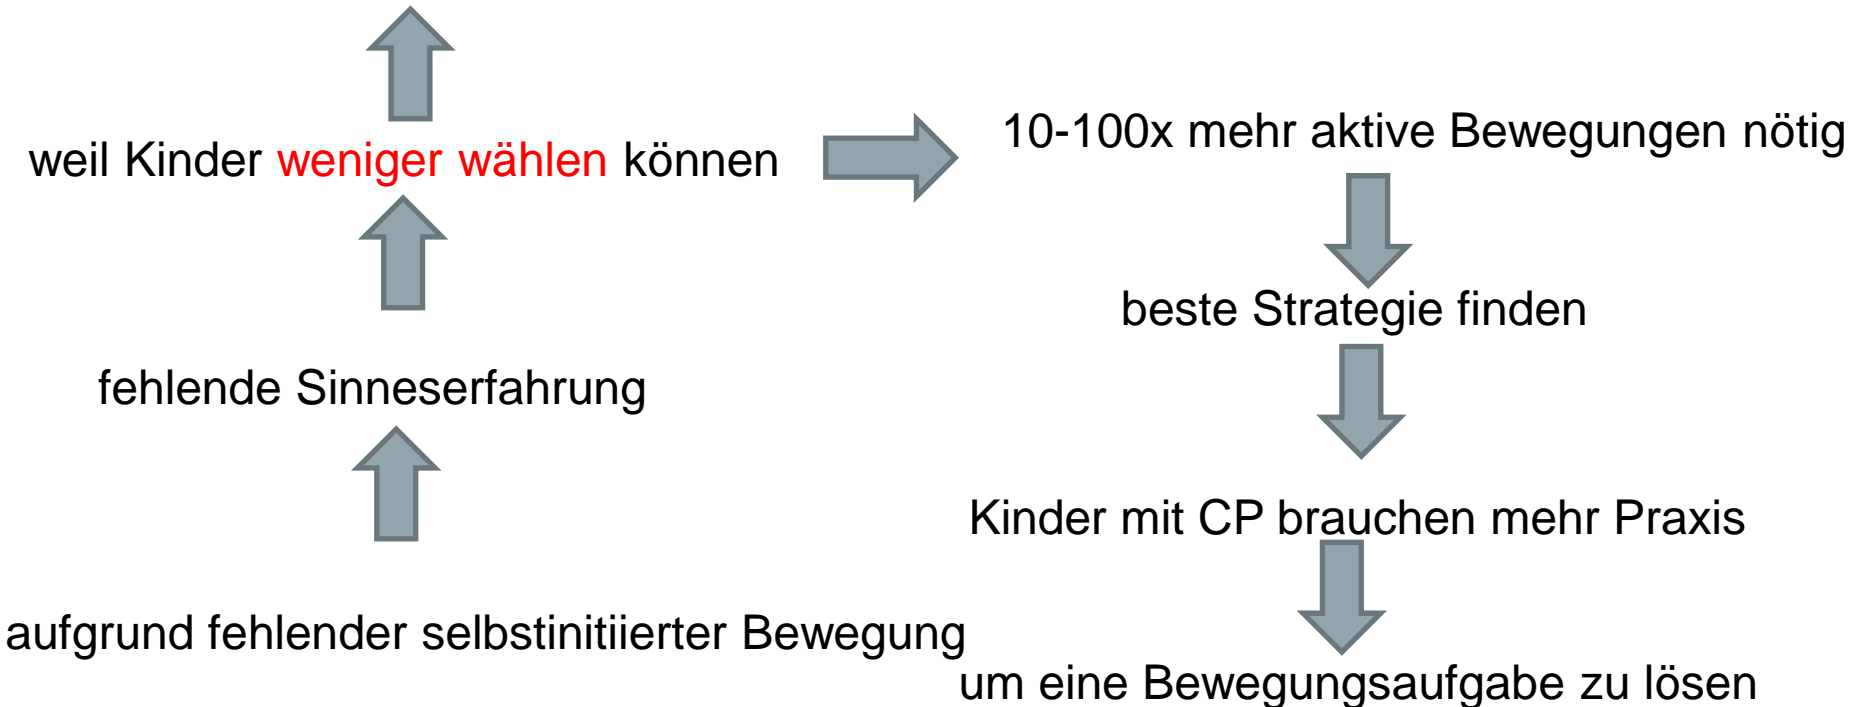 weil Kinder weniger wählen können
10-100x mehr aktive Bewegungen nötig
beste Strategie finden
fehlende Sinneserfahrung
Kinder mit CP brauchen mehr Praxis
aufgrund fehlender selbstinitiierter Bewegung
um eine Bewegungsaufgabe zu lösen